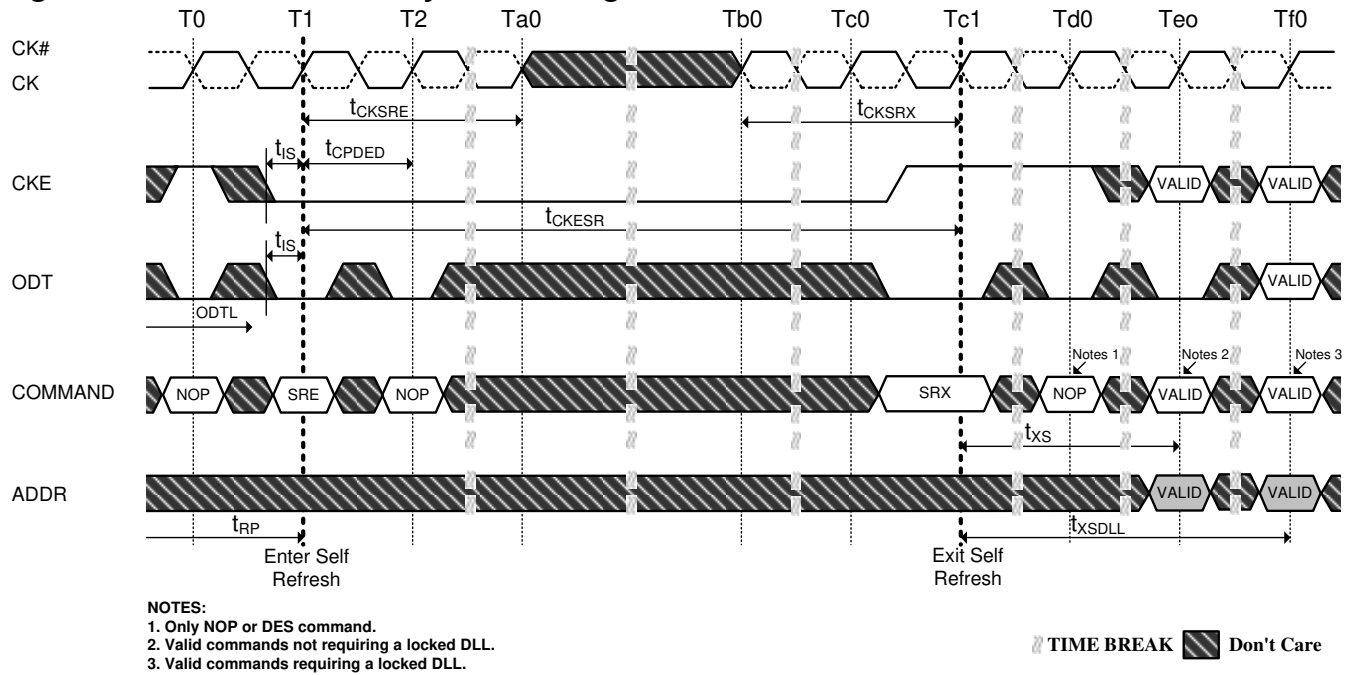 T0 T1 T2 Ta0 Tb0 Tc0 Tc1 Td0 Teo Tf0
CK#
CK
tCKSRE tCKSRX
tIS tCPDED
CKE VALID VALID
tCKESR
tIS
ODT VALID
ODTL
Notes 1 Notes 2 Notes 3
COMMAND NOP SRE NOP SRX NOP VALID VALID
tXS
ADDR VALID VALID
tRP tXSDLL
Enter Self
Refresh
Exit Self
Refresh
NOTES:
1. Only NOP or DES command.
2. Valid commands not requiring a locked DLL.
3. Valid commands requiring a locked DLL.
TIME BREAK Don't Care